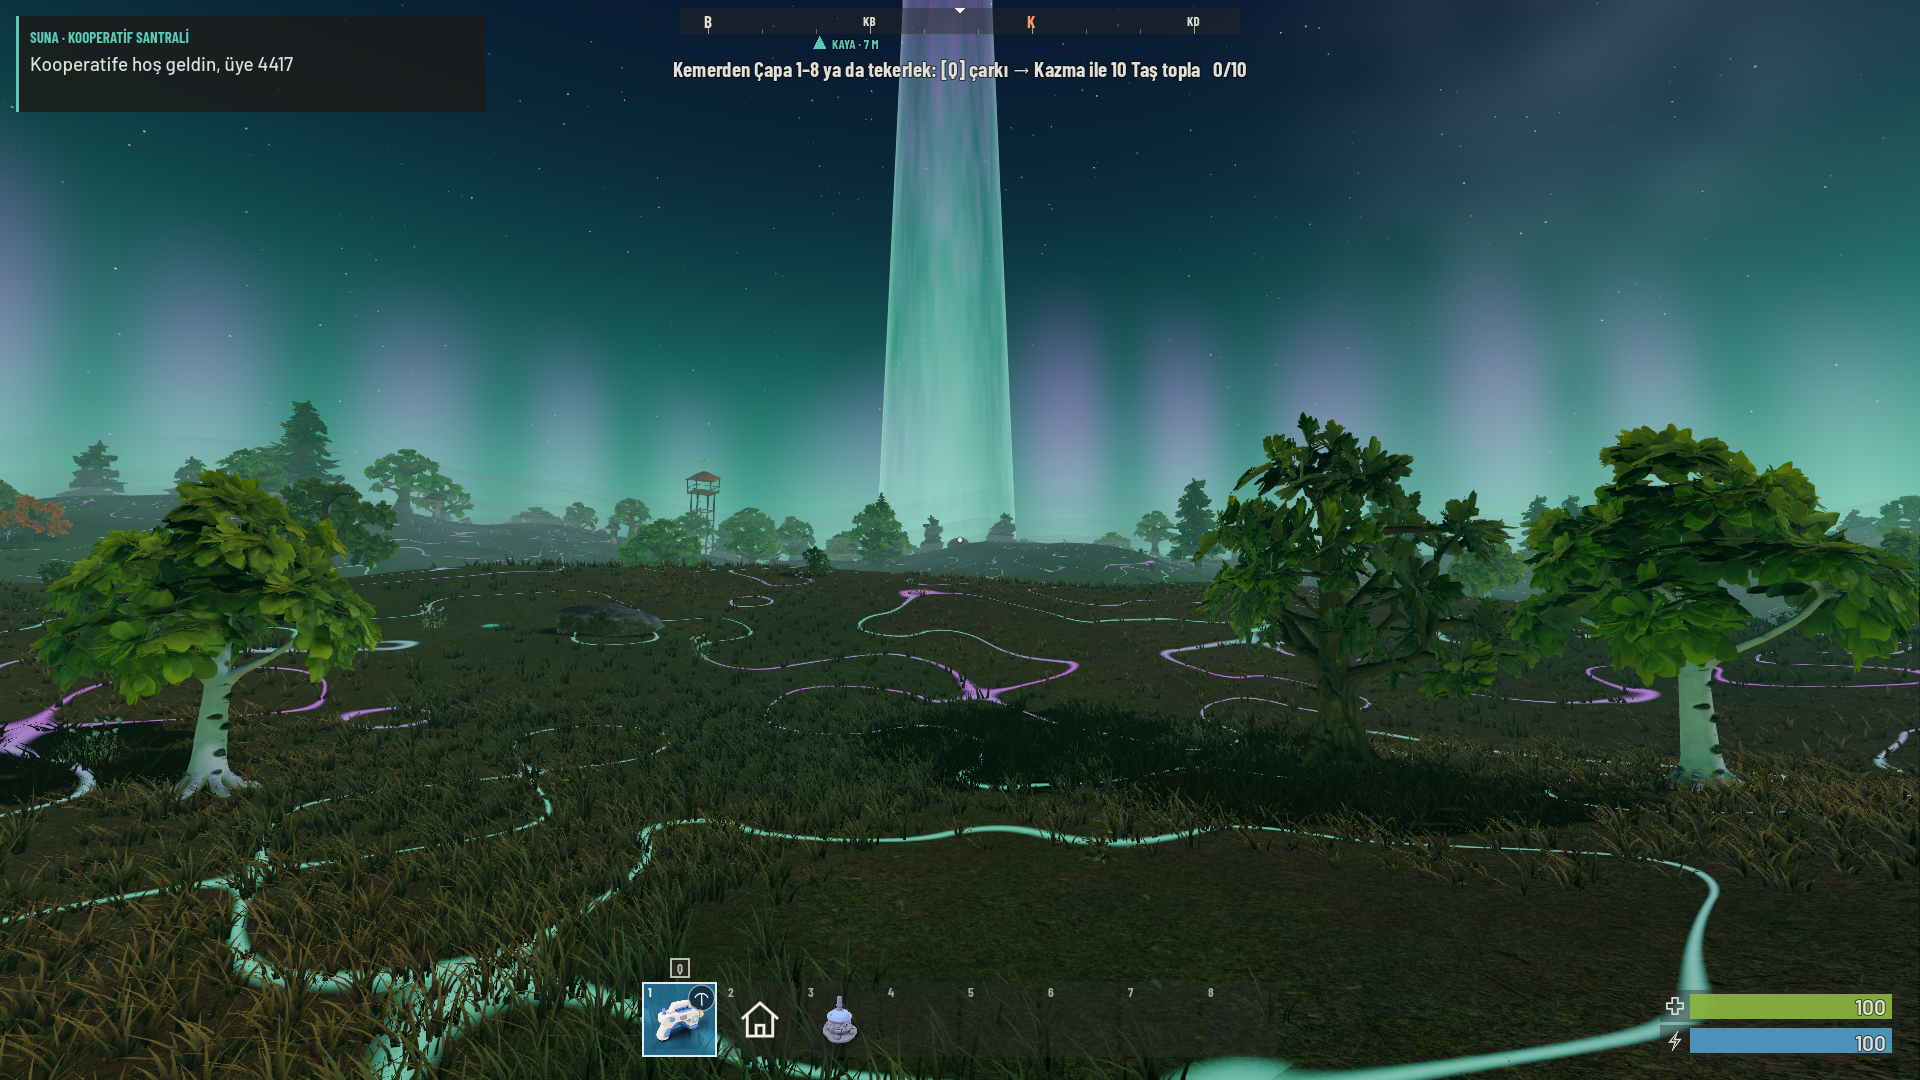 SUNA · KOOPERATİF SANTRALİ
Kooperatife hoş geldin, üye 4417
B KB K KD
KAYA · 7 M
Kemerden Çapa 1-8 ya da tekerlek: [Q] çarkı → Kazma ile 10 Taş topla 0/10
Q
1 2 3 4 5 6 7 8
100
100